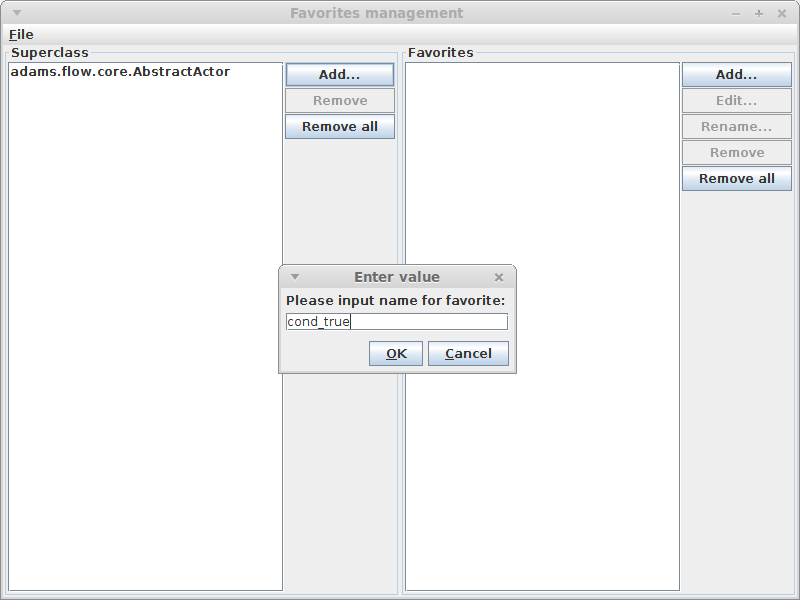 Favorites management
File
Superclass
adams.flow.core.AbstractActor
Add...
Remove
Remove all
Favorites
Add...
Edit...
Rename...
Remove
Remove all
Enter value
Please input name for favorite:
cond_true
OK
Cancel